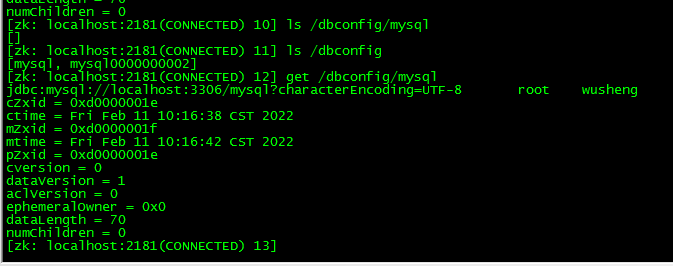 dataLength = 70
numChildren = 0
[zk: localhost:2181(CONNECTED) 10] ls /dbconfig/mysql
[]
[zk: localhost:2181(CONNECTED) 11] ls /dbconfig
[mysql, mysql0000000002]
[zk: localhost:2181(CONNECTED) 12] get /dbconfig/mysql
jdbc:mysql://localhost:3306/mysql?characterEncoding=UTF-8 root wusheng
cZxid = 0xd0000001e
ctime = Fri Feb 11 10:16:38 CST 2022
mZxid = 0xd0000001f
mtime = Fri Feb 11 10:16:42 CST 2022
pZxid = 0xd0000001e
cversion = 0
dataVersion = 1
aclVersion = 0
ephemeralOwner = 0x0
dataLength = 70
numChildren = 0
[zk: localhost:2181(CONNECTED) 13]